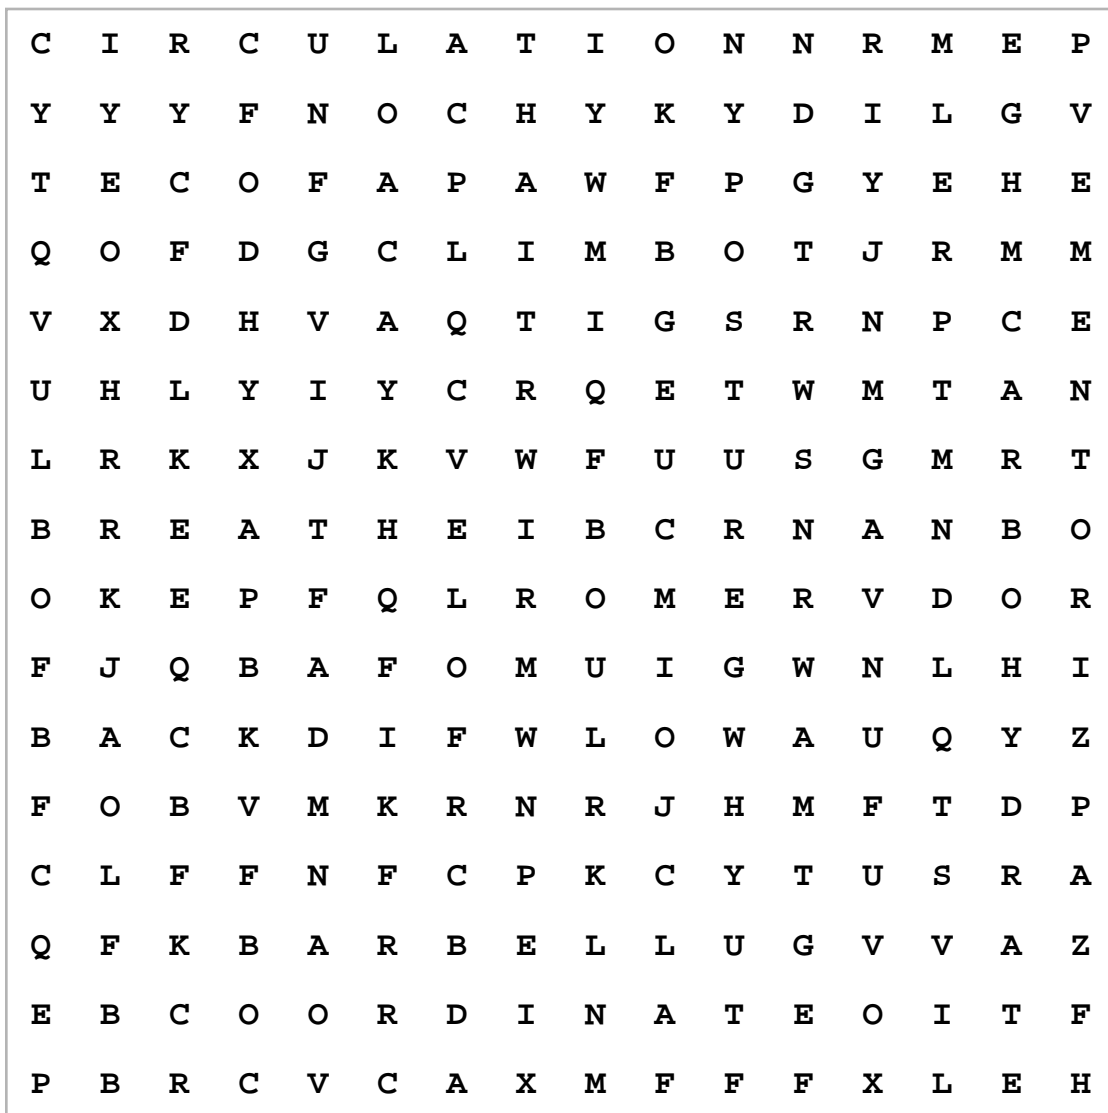 C I R C U L A T I O N N R M E P
Y Y Y F N O C H Y K Y D I L G V
T E C O F A P A W F P G Y E H E
Q O F D G C L I M B O T J R M M
V X D H V A Q T I G S R N P C E
U H L Y I Y C R Q E T W M T A N
L R K X J K V W F U U S G M R T
B R E A T H E I B C R N A N B O
O K E P F Q L R O M E R V D O R
F J Q B A F O M U I G W N L H I
B A C K D I F W L O W A U Q Y Z
F O B V M K R N R J H M F T D P
C L F F N F C P K C Y T U S R A
Q F K B A R B E L L U G V V A Z
E B C O O R D I N A T E O I T F
P B R C V C A X M F F F X L E H